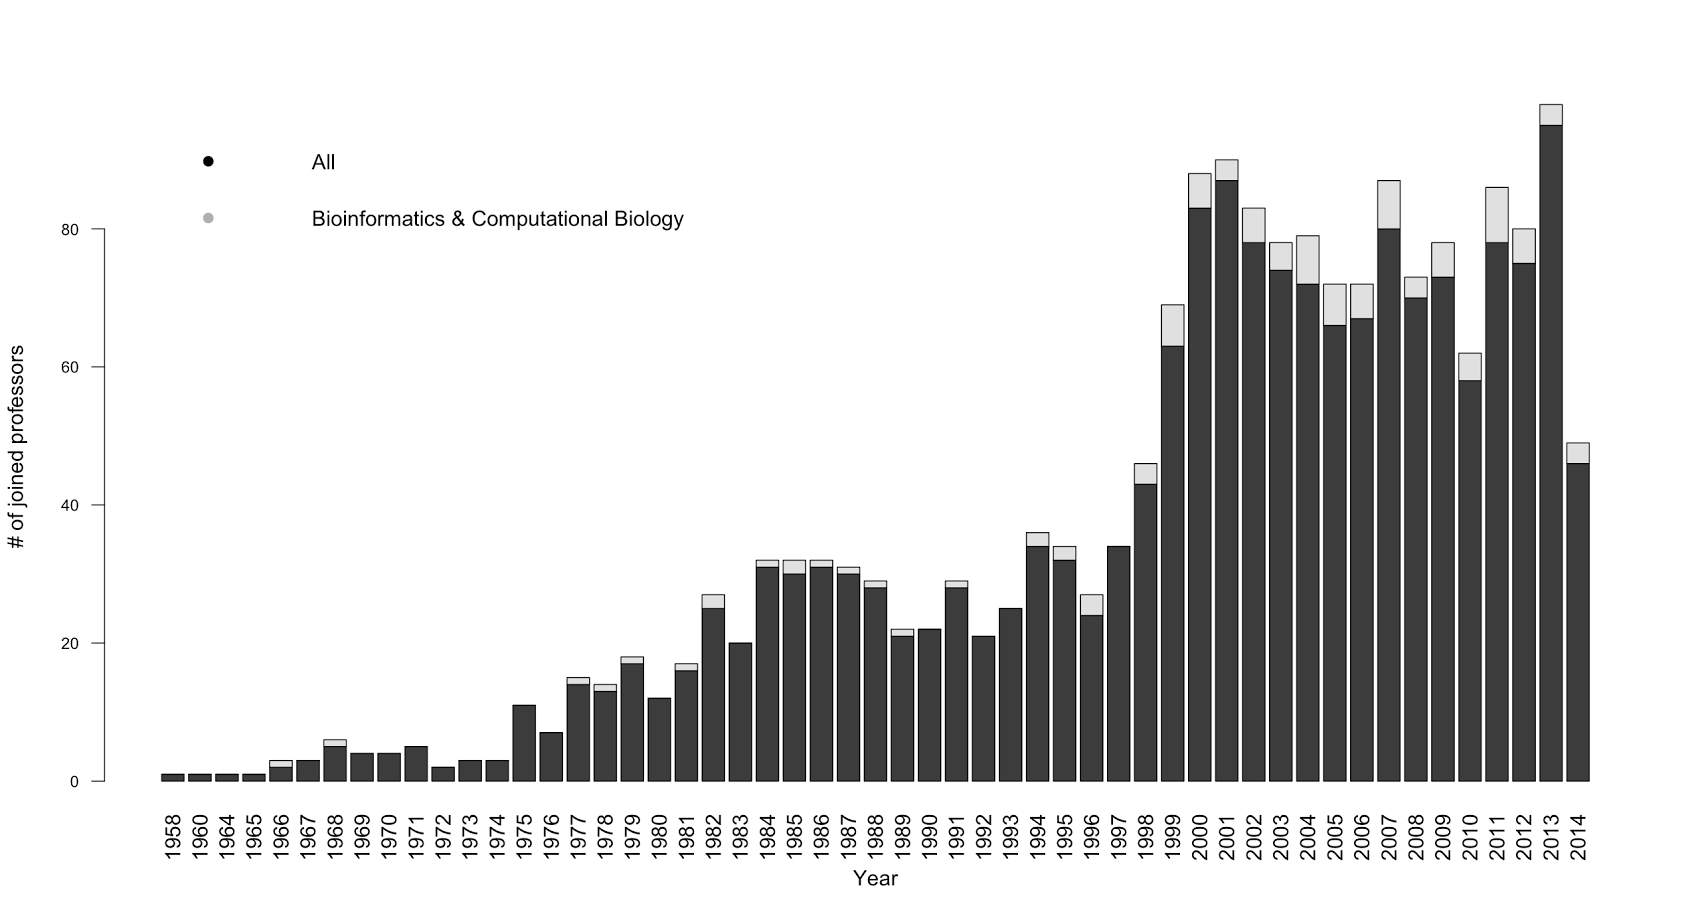 All
Bioinformatics & Computational Biology
# of joined professors
80
60
40
20
0
1958 1960 1964 1965 1966 1967 1968 1969 1970 1971 1972 1973 1974 1975 1976 1977 1978 1979 1980 1981 1982 1983 1984 1985 1986 1987 1988 1989 1990 1991 1992 1993 1994 1995 1996 1997 1998 1999 2000 2001 2002 2003 2004 2005 2006 2007 2008 2009 2010 2011 2012 2013 2014
Year